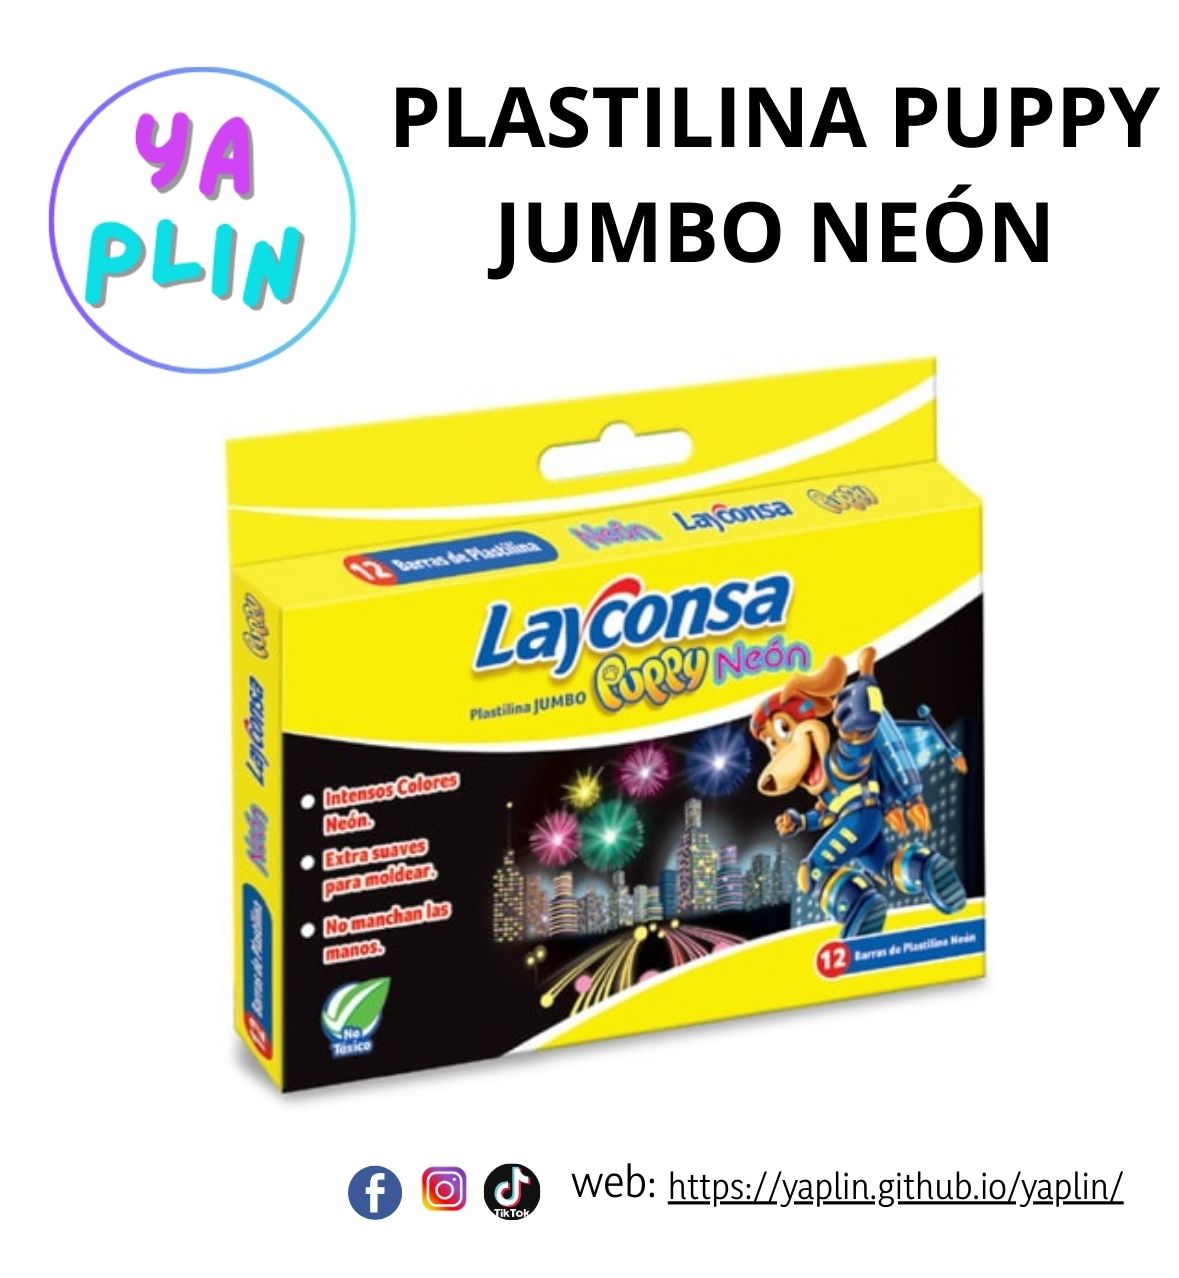 YA
PLIN
PLASTILINA PUPPY
JUMBO NEÓN
12 Barras de Plastilina
Neón
Layconsa
Puppy
Layconsa
Plastilina JUMBO
Puppy
Neón
Puppy
Layconsa
Neón
12 Barras de Plastilina
Intensos Colores
Neón.
Extra suaves
para moldear.
No manchan las
manos.
No
Tóxico
12 Barras de Plastilina Neón
TikTok
web: https://yaplin.github.io/yaplin/